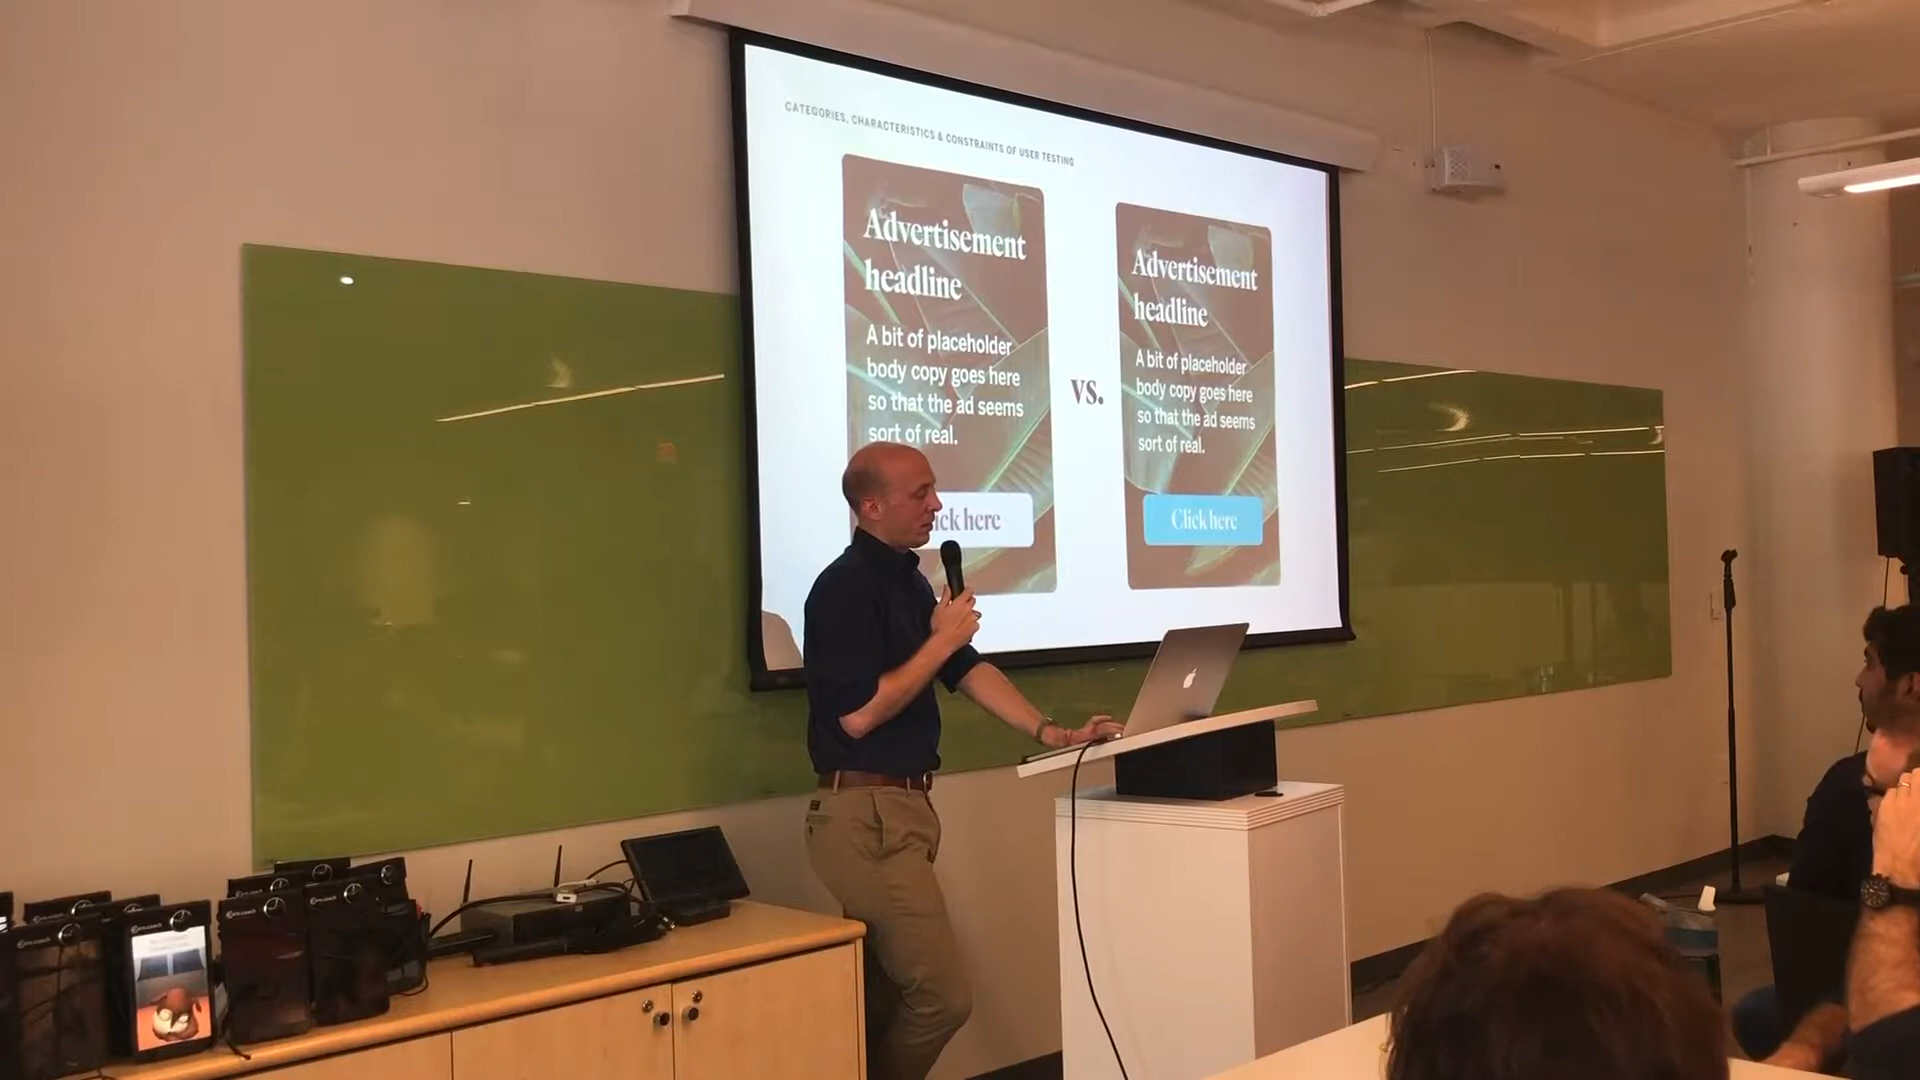 CATEGORIES, CHARACTERISTICS & CONSTRAINTS OF USER TESTING
Advertisement
headline
A bit of placeholder
body copy goes here
so that the ad seems
sort of real.
ick here
vs.
Advertisement
headline
A bit of placeholder
body copy goes here
so that the ad seems
sort of real.
Click here